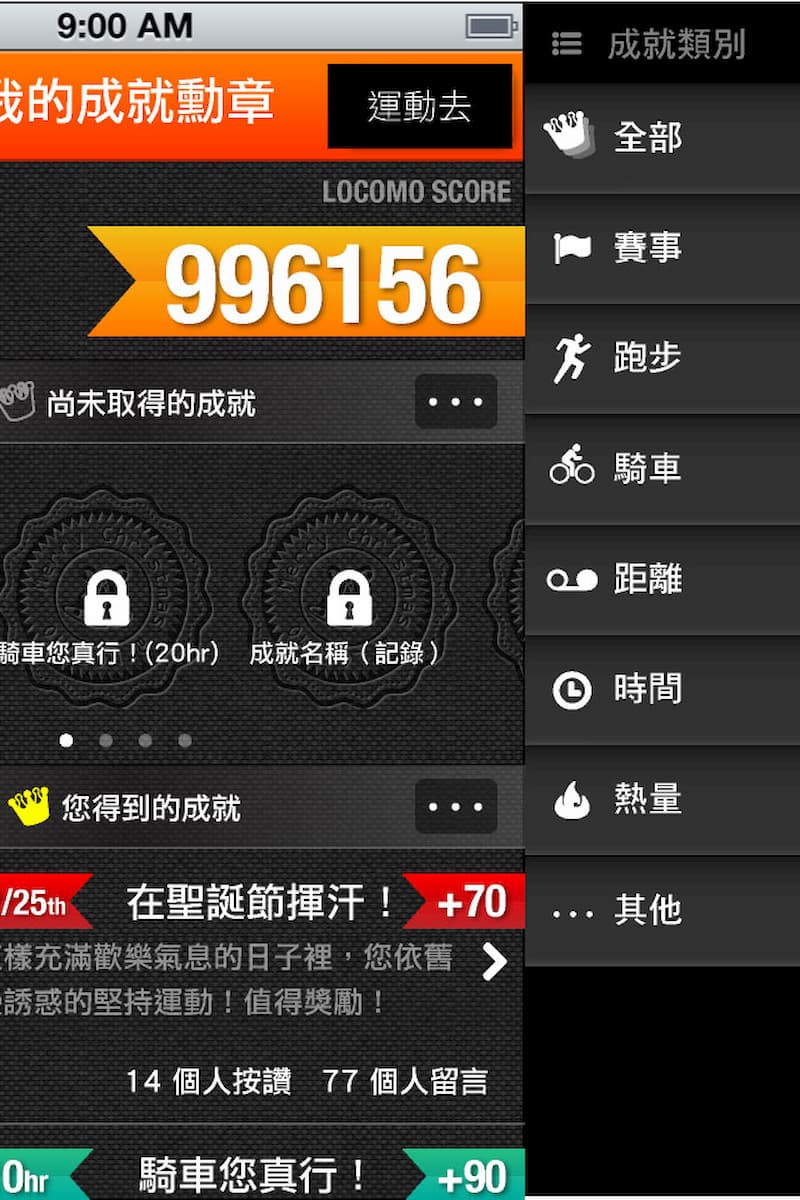 9:00 AM
我的成就勳章
運動去
LOCOMO SCORE
996156
尚未取得的成就
Merry Christmas
Merry Christmas
騎車您真行！(20hr)
成就名稱（記錄）
您得到的成就
/25th
在聖誕節揮汗！
+70
樣充滿歡樂氣息的日子裡，您依舊
誘惑的堅持運動！值得獎勵！
14 個人按讚 77 個人留言
0hr
騎車您真行！
+90
成就類別
全部
賽事
跑步
騎車
距離
時間
熱量
其他